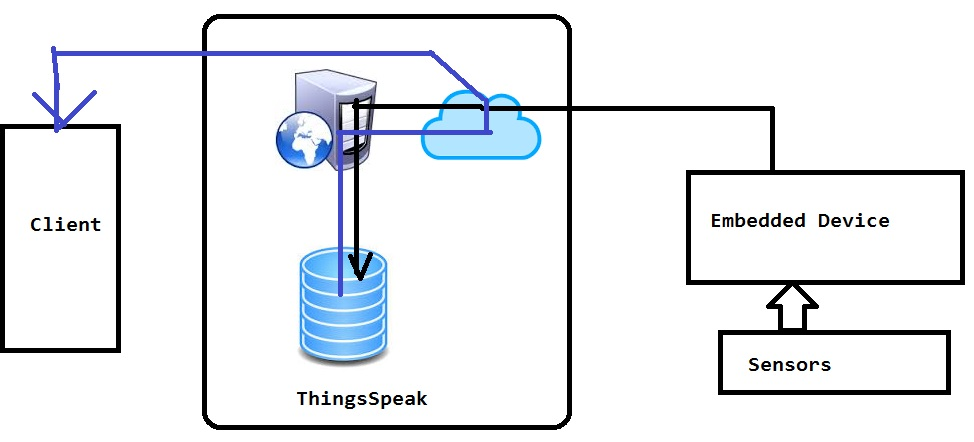 Client
Embedded Device
Sensors
ThingsSpeak